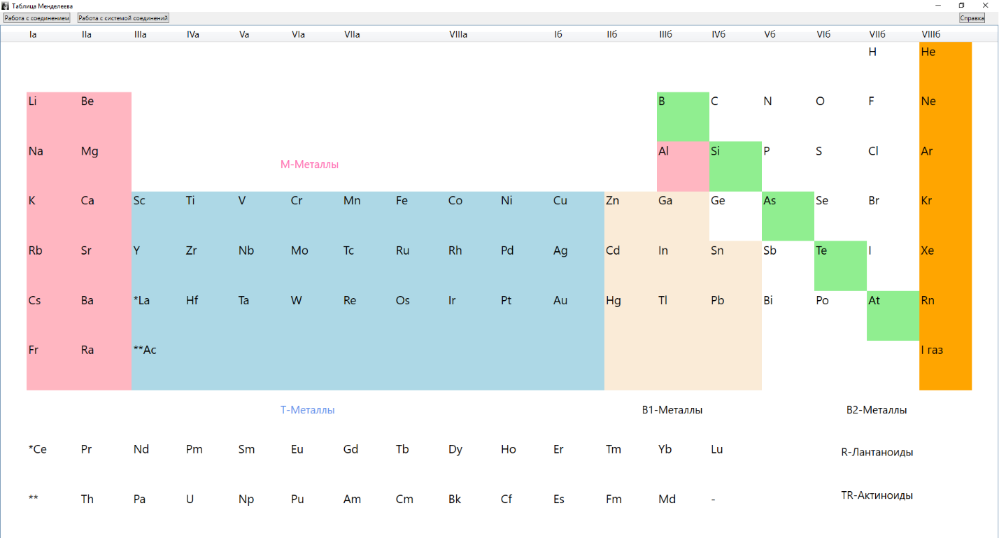 Таблица Менделеева
Работа с соединением Работа с системой соединений Справка
Ia IIa IIIa IVa Va VIa VIIa VIIIa Iб IIб IIIб IVб Vб VIб VIIб VIIIб
H He
Li Be B C N O F Ne
Na Mg Al Si P S Cl Ar
М-Металлы
K Ca Sc Ti V Cr Mn Fe Co Ni Cu Zn Ga Ge As Se Br Kr
Rb Sr Y Zr Nb Mo Tc Ru Rh Pd Ag Cd In Sn Sb Te I Xe
Cs Ba *La Hf Ta W Re Os Ir Pt Au Hg Tl Pb Bi Po At Rn
Fr Ra **Ac I газ
Т-Металлы В1-Металлы В2-Металлы
*Ce Pr Nd Pm Sm Eu Gd Tb Dy Ho Er Tm Yb Lu
R-Лантаноиды
** Th Pa U Np Pu Am Cm Bk Cf Es Fm Md -
TR-Актиноиды